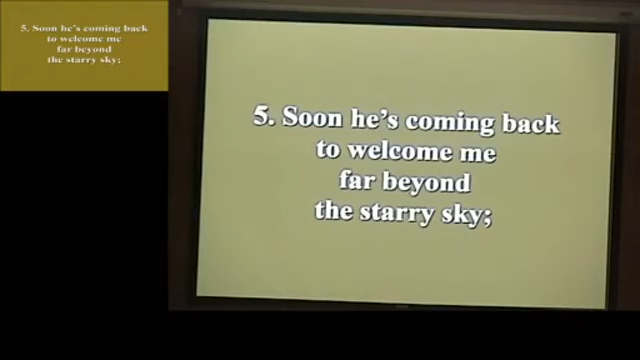 5. Soon he's coming back
to welcome me
far beyond
the starry sky;
5. Soon he's coming back
to welcome me
far beyond
the starry sky;